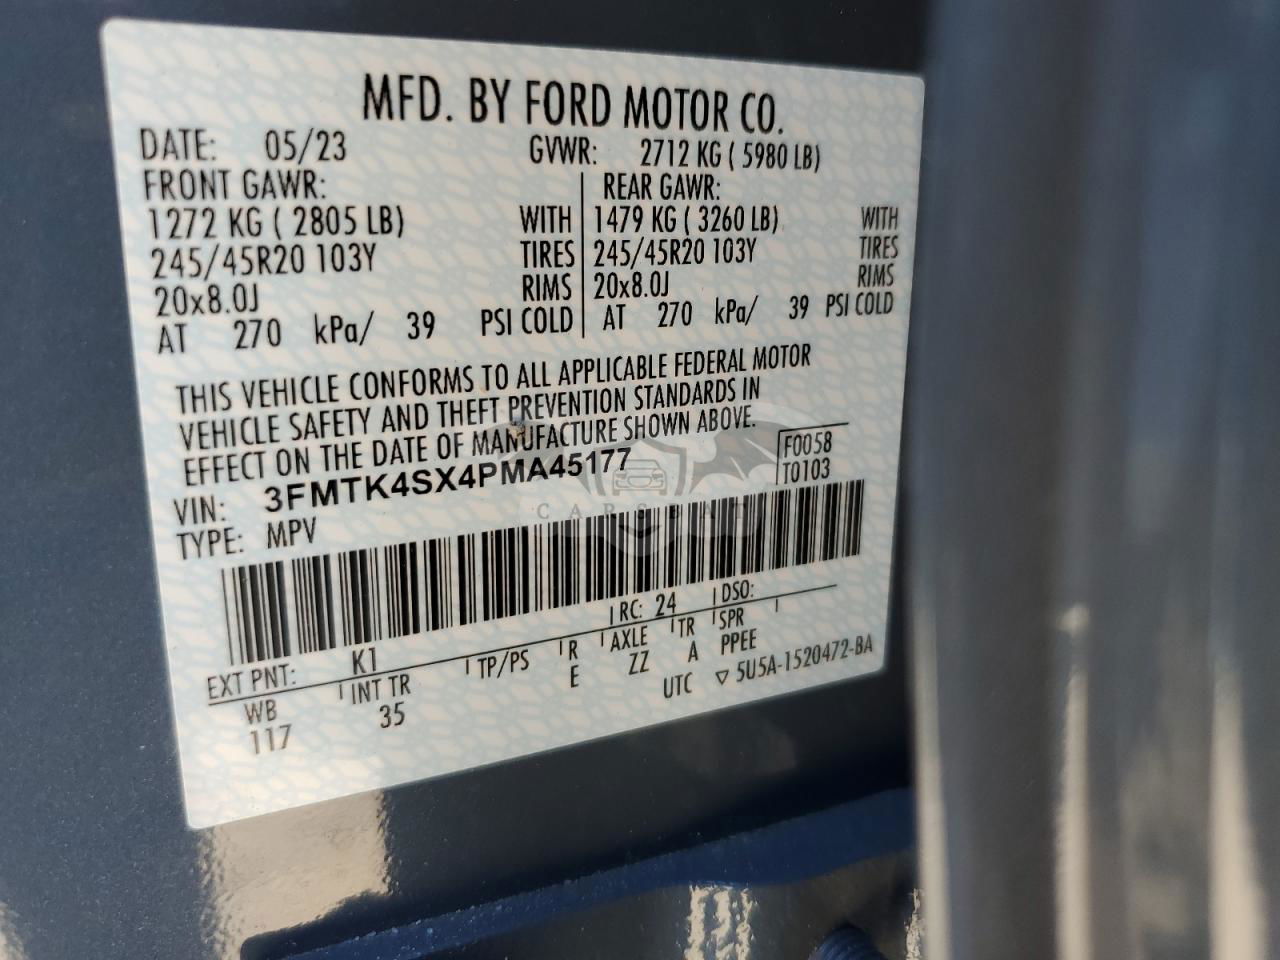 MFD. BY FORD MOTOR CO.
DATE: 05/23 GVWR: 2712 KG ( 5980 LB)
FRONT GAWR: REAR GAWR:
1272 KG ( 2805 LB) WITH 1479 KG ( 3260 LB) WITH
245/45R20 103Y TIRES 245/45R20 103Y TIRES
20x8.0J RIMS 20x8.0J RIMS
AT 270 kPa/ 39 PSI COLD AT 270 kPa/ 39 PSI COLD
THIS VEHICLE CONFORMS TO ALL APPLICABLE FEDERAL MOTOR
VEHICLE SAFETY AND THEFT PREVENTION STANDARDS IN
EFFECT ON THE DATE OF MANUFACTURE SHOWN ABOVE.
VIN: 3FMTK4SX4PMA45177 F0058
TYPE: MPV T0103
CARSBAT
EXT PNT: K1 RC: 24 DSO:
WB INT TR TP/PS R AXLE TR SPR
117 35 E ZZ A PPEE
UTC ▽ 5U5A-1520472-BA